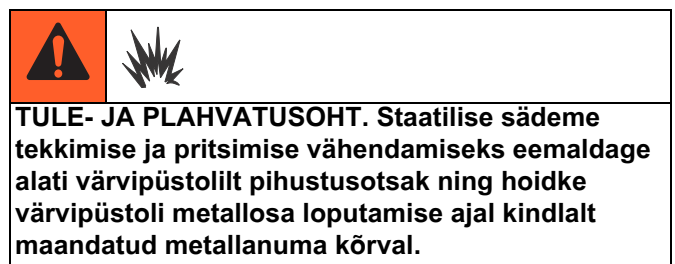 TULE- JA PLAHVATUSOHT. Staatilise sädeme
tekkimise ja pritsimise vähendamiseks eemaldage
alati värvipüstolilt pihustusotsak ning hoidke
värvipüstoli metallosa loputamise ajal kindlalt
maandatud metallanuma kõrval.